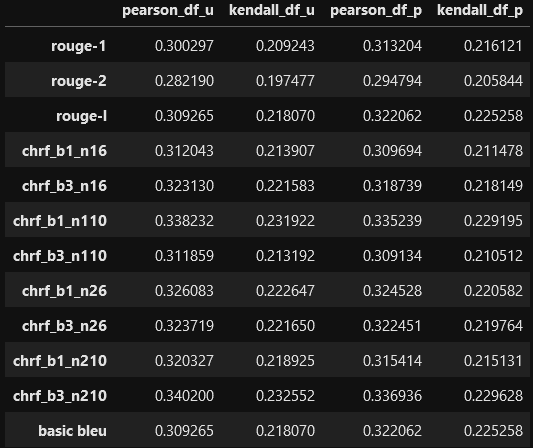 pearson_df_u kendall_df_u pearson_df_p kendall_df_p
rouge-1 0.300297 0.209243 0.313204 0.216121
rouge-2 0.282190 0.197477 0.294794 0.205844
rouge-l 0.309265 0.218070 0.322062 0.225258
chrf_b1_n16 0.312043 0.213907 0.309694 0.211478
chrf_b3_n16 0.323130 0.221583 0.318739 0.218149
chrf_b1_n110 0.338232 0.231922 0.335239 0.229195
chrf_b3_n110 0.311859 0.213192 0.309134 0.210512
chrf_b1_n26 0.326083 0.222647 0.324528 0.220582
chrf_b3_n26 0.323719 0.221650 0.322451 0.219764
chrf_b1_n210 0.320327 0.218925 0.315414 0.215131
chrf_b3_n210 0.340200 0.232552 0.336936 0.229628
basic bleu 0.309265 0.218070 0.322062 0.225258